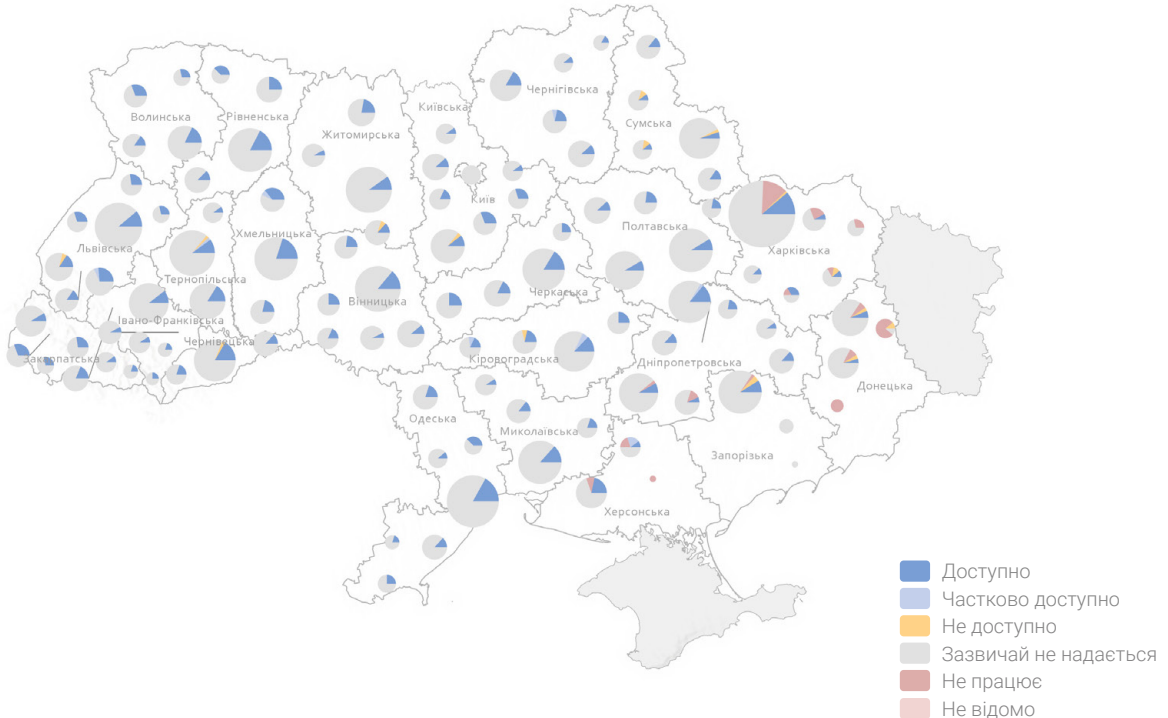 Київська
Чернігівська
Волинська
Рівненська
Житомирська
Сумська
Київ
Хмельницька
Полтавська
Львівська
Харківська
Тернопільська
Черкаська
Вінницька
Івано-Франківська
Чернівецька
Закарпатська
Кіровоградська
Дніпропетровська
Донецька
Одеська
Миколаївська
Запорізька
Херсонська
Доступно
Частково доступно
Не доступно
Зазвичай не надається
Не працює
Не відомо